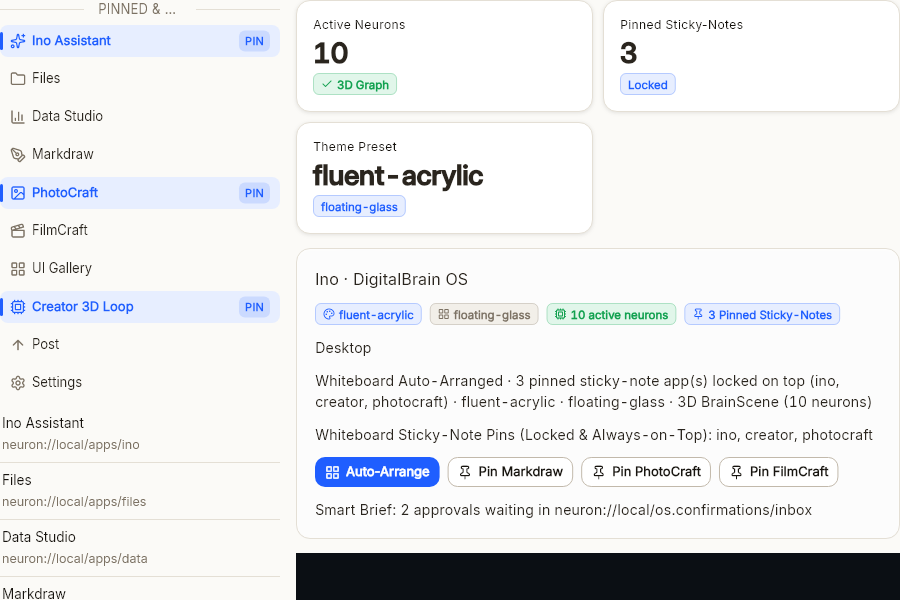 PINNED & ...
Ino Assistant PIN
Files
Data Studio
Markdraw
PhotoCraft PIN
FilmCraft
UI Gallery
Creator 3D Loop PIN
Post
Settings
Ino Assistant
neuron://local/apps/ino
Files
neuron://local/apps/files
Data Studio
neuron://local/apps/data
Markdraw
Active Neurons
10
3D Graph
Pinned Sticky-Notes
3
Locked
Theme Preset
fluent-acrylic
floating-glass
Ino · DigitalBrain OS
fluent-acrylic floating-glass 10 active neurons 3 Pinned Sticky-Notes
Desktop
Whiteboard Auto-Arranged · 3 pinned sticky-note app(s) locked on top (ino,
creator, photocraft) · fluent-acrylic · floating-glass · 3D BrainScene (10 neurons)
Whiteboard Sticky-Note Pins (Locked & Always-on-Top): ino, creator, photocraft
Auto-Arrange Pin Markdraw Pin PhotoCraft Pin FilmCraft
Smart Brief: 2 approvals waiting in neuron://local/os.confirmations/inbox